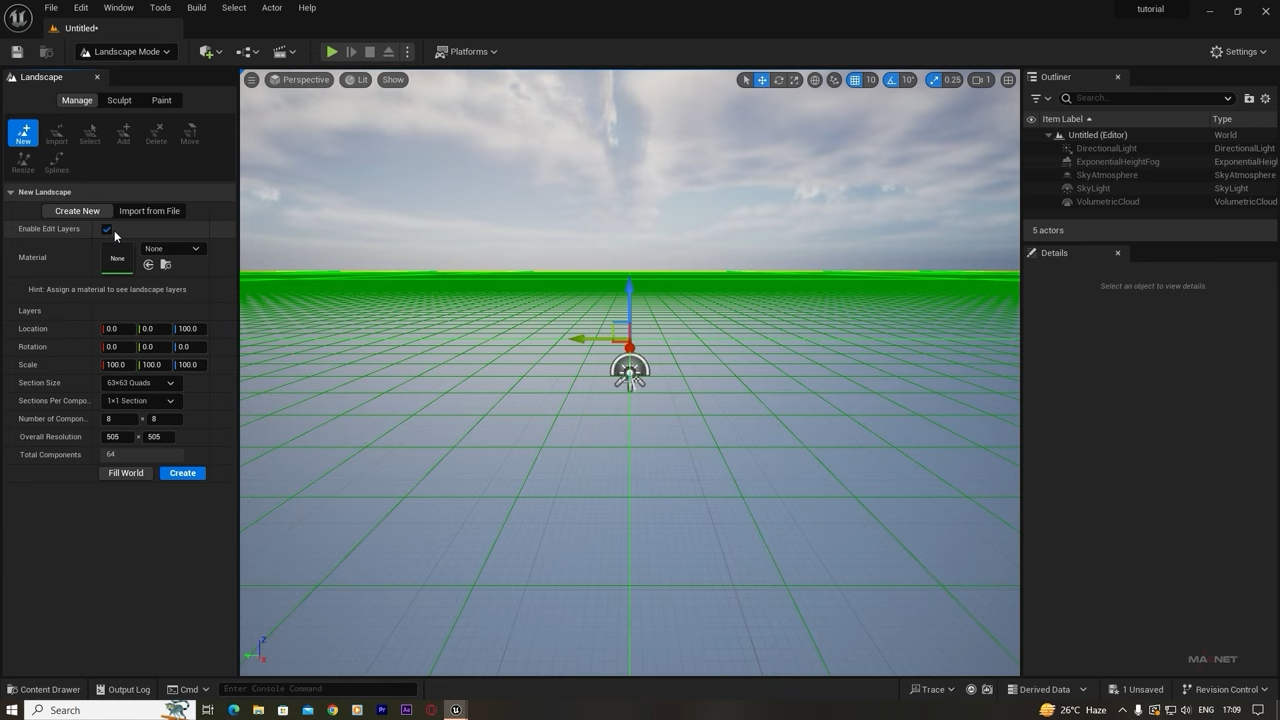 File Edit Window Tools Build Select Actor Help tutorial
Untitled*
Landscape Mode Platforms Settings
Landscape
Manage Sculpt Paint
New Import Select Add Delete Move
Resize Splines
New Landscape
Create New Import from File
Enable Edit Layers
Material None None
Hint: Assign a material to see landscape layers
Layers
Location 0.0 0.0 100.0
Rotation 0.0 0.0 0.0
Scale 100.0 100.0 100.0
Section Size 63×63 Quads
Sections Per Compo... 1×1 Section
Number of Compon... 8 × 8
Overall Resolution 505 × 505
Total Components 64
Fill World Create
Perspective Lit Show 10 10° 0.25 1
Z
Y
X
Outliner
Search...
Item Label Type
Untitled (Editor) World
DirectionalLight DirectionalLight
ExponentialHeightFog ExponentialHeigh
SkyAtmosphere SkyAtmosphere
SkyLight SkyLight
VolumetricCloud VolumetricCloud
5 actors
Details
Select an object to view details.
Content Drawer Output Log Cmd Enter Console Command Trace Derived Data 1 Unsaved Revision Control
Search Pr Ae 26°C Haze ENG 17:09